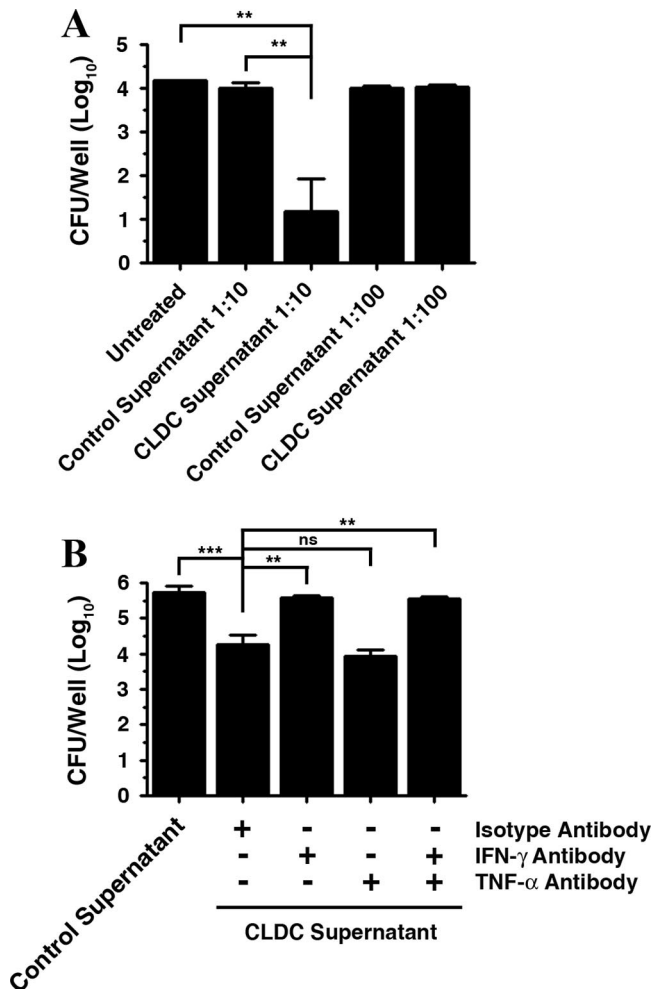 A
**
**
CFU/Well (Log10)
5
4
3
2
1
0
Untreated
Control Supernatant 1:10
CLDC Supernatant 1:10
Control Supernatant 1:100
CLDC Supernatant 1:100
B
**
ns
***
**
CFU/Well (Log10)
6
5
4
3
2
1
0
Control Supernatant
+ - - - Isotype Antibody
- + - + IFN-γ Antibody
- - + + TNF-α Antibody
CLDC Supernatant